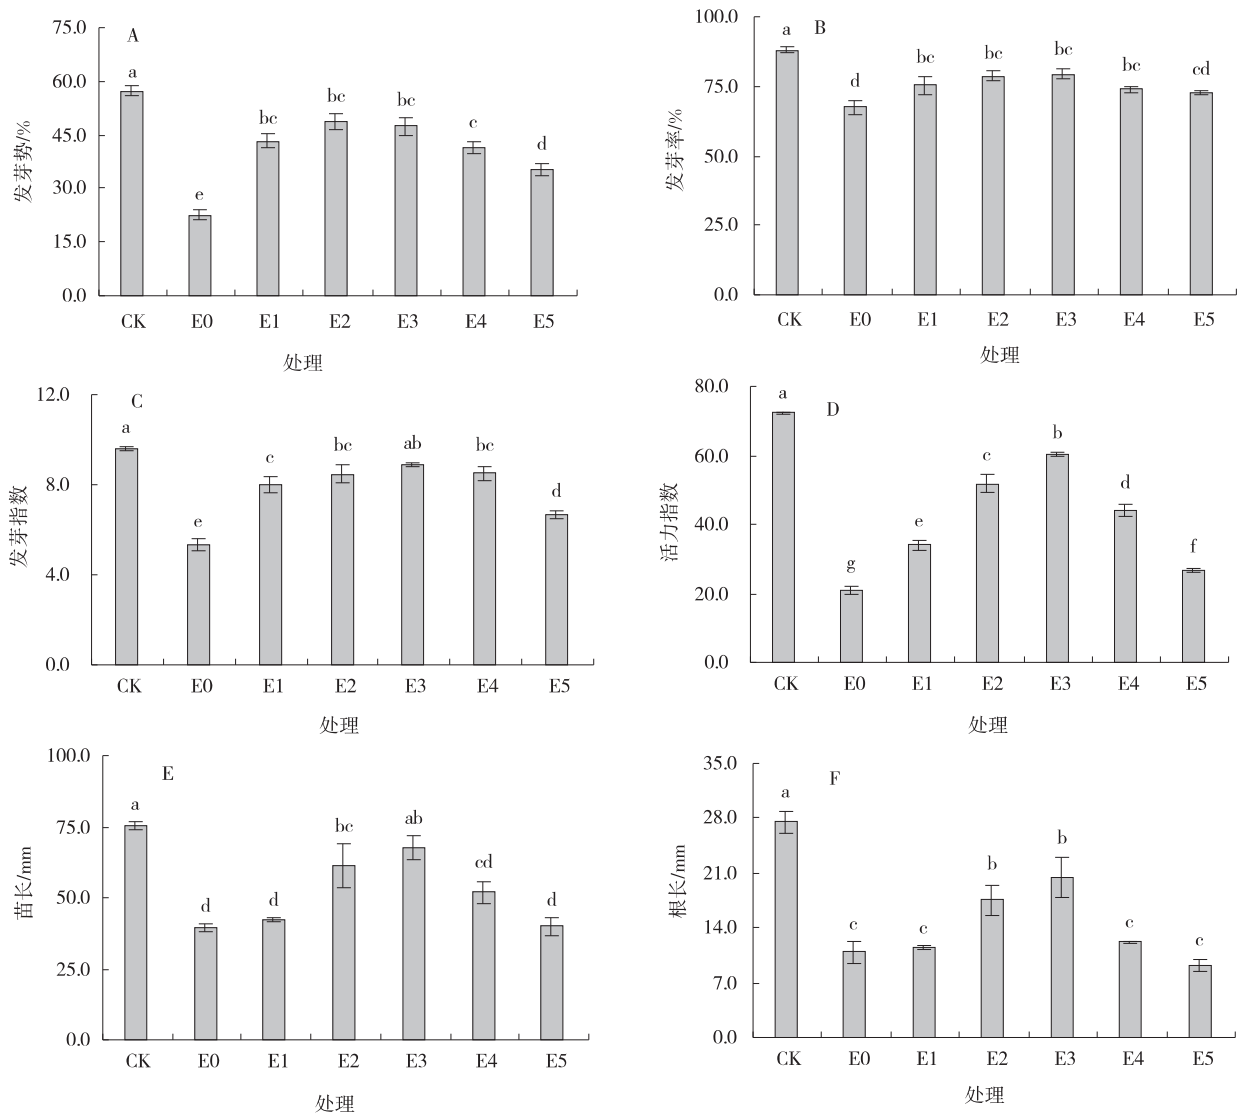 75.0
A
60.0
45.0
30.0
15.0
0.0
发芽势/%
a
e
bc
bc
bc
c
d
CK E0 E1 E2 E3 E4 E5
处理
100.0
B
75.0
50.0
25.0
0.0
发芽率/%
a
d
bc
bc
bc
bc
cd
CK E0 E1 E2 E3 E4 E5
处理
12.0
C
8.0
4.0
0.0
发芽指数
a
e
c
bc
ab
bc
d
CK E0 E1 E2 E3 E4 E5
处理
80.0
D
60.0
40.0
20.0
0.0
活力指数
a
g
e
c
b
d
f
CK E0 E1 E2 E3 E4 E5
处理
100.0
E
75.0
50.0
25.0
0.0
苗长/mm
a
d
d
bc
ab
cd
d
CK E0 E1 E2 E3 E4 E5
处理
35.0
F
28.0
21.0
14.0
7.0
0.0
根长/mm
a
c
c
b
b
c
c
CK E0 E1 E2 E3 E4 E5
处理